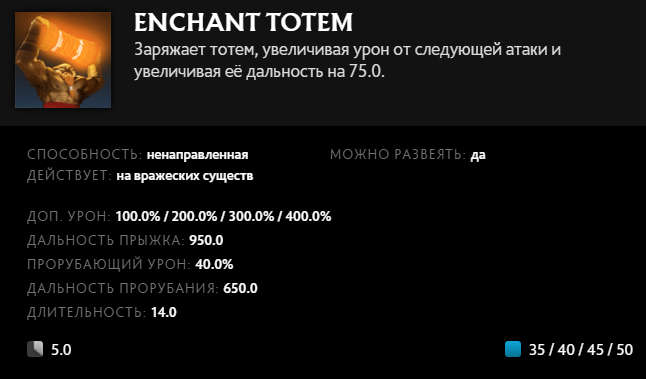 ENCHANT TOTEM
Заряжает тотем, увеличивая урон от следующей атаки и
увеличивая её дальность на 75.0.
СПОСОБНОСТЬ: ненаправленная
МОЖНО РАЗВЕЯТЬ: да
ДЕЙСТВУЕТ: на вражеских существ
ДОП. УРОН: 100.0% / 200.0% / 300.0% / 400.0%
ДАЛЬНОСТЬ ПРЫЖКА: 950.0
ПРОРУБАЮЩИЙ УРОН: 40.0%
ДАЛЬНОСТЬ ПРОРУБАНИЯ: 650.0
ДЛИТЕЛЬНОСТЬ: 14.0
5.0
35 / 40 / 45 / 50